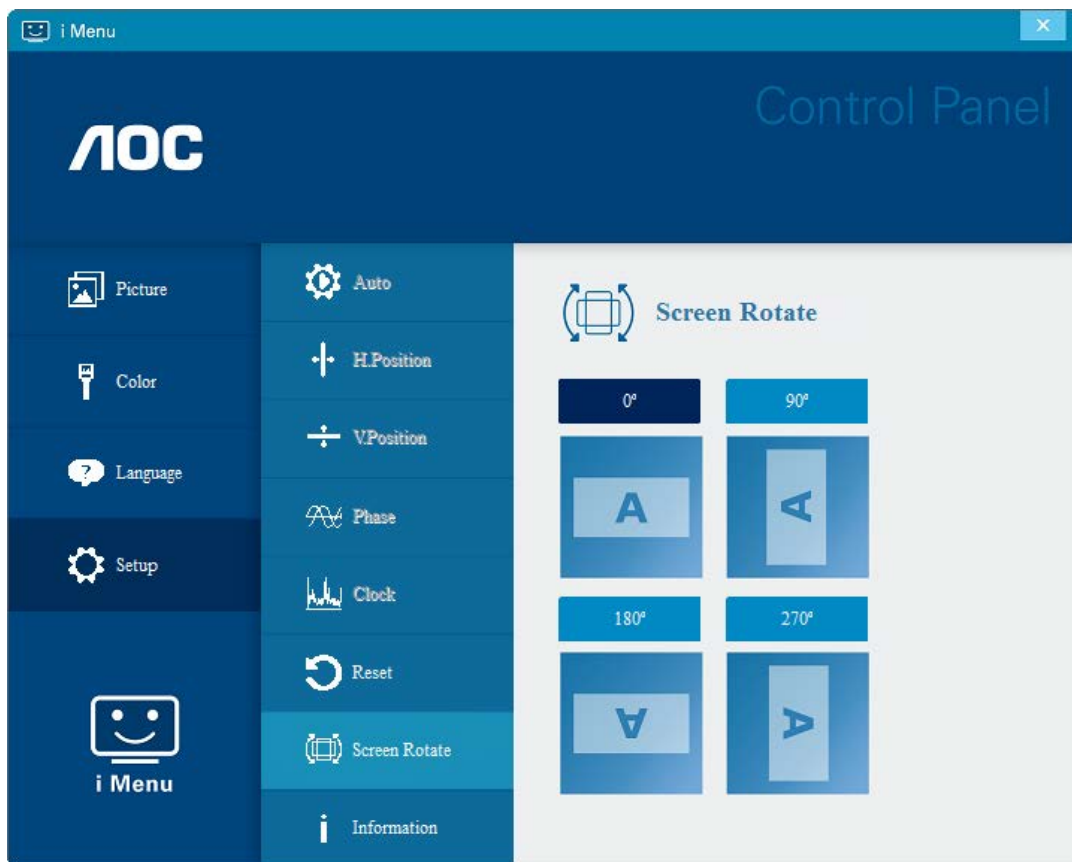 i Menu
Control Panel
AOC
Picture
Color
Language
Setup
i Menu
Auto
H.Position
V.Position
Phase
Clock
Reset
Screen Rotate
Information
Screen Rotate
0°
90°
A
A
180°
270°
A
A